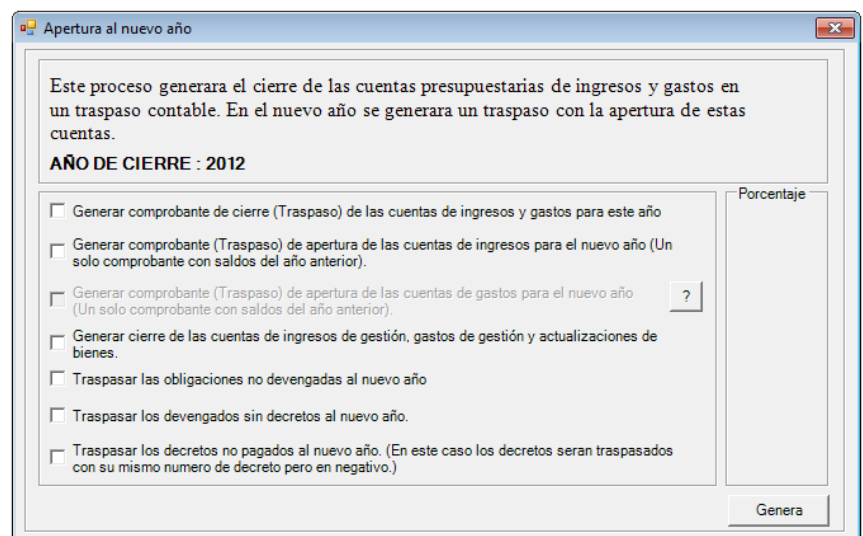 Apertura al nuevo año
Este proceso generara el cierre de las cuentas presupuestarias de ingresos y gastos en
un traspaso contable. En el nuevo año se generara un traspaso con la apertura de estas
cuentas.
AÑO DE CIERRE : 2012
Generar comprobante de cierre (Traspaso) de las cuentas de ingresos y gastos para este año
Generar comprobante (Traspaso) de apertura de las cuentas de ingresos para el nuevo año (Un
solo comprobante con saldos del año anterior).
Generar comprobante (Traspaso) de apertura de las cuentas de gastos para el nuevo año
(Un solo comprobante con saldos del año anterior).
?
Generar cierre de las cuentas de ingresos de gestión, gastos de gestión y actualizaciones de
bienes.
Traspasar las obligaciones no devengadas al nuevo año
Traspasar los devengados sin decretos al nuevo año.
Traspasar los decretos no pagados al nuevo año. (En este caso los decretos seran traspasados
con su mismo numero de decreto pero en negativo.)
Porcentaje
Genera